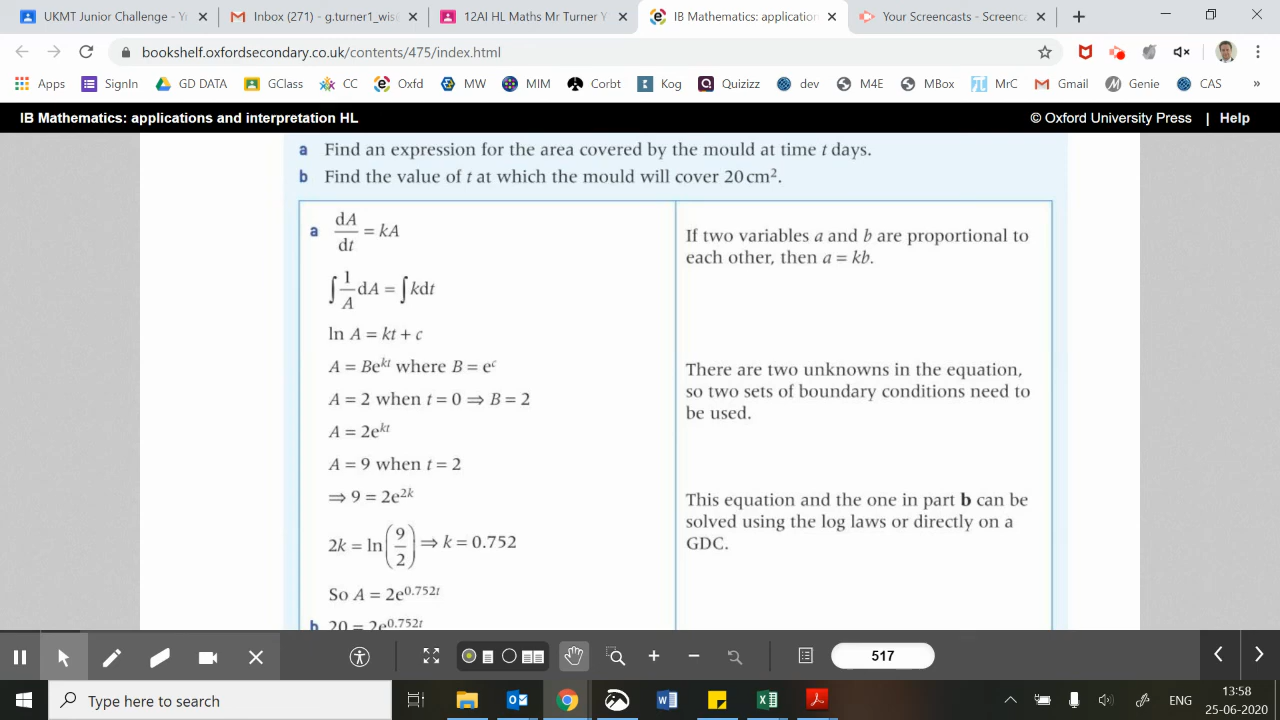 UKMT Junior Challenge - Y
Inbox (271) - g.turner1_wis
12AI HL Maths Mr Turner Y
IB Mathematics: application
Your Screencasts - Screenc
bookshelf.oxfordsecondary.co.uk/contents/475/index.html
Apps SignIn GD DATA GClass CC Oxfd MW MIM Corbt Kog Quizizz dev M4E MBox MrC Gmail Genie CAS »
IB Mathematics: applications and interpretation HL © Oxford University Press | Help
a Find an expression for the area covered by the mould at time t days.
b Find the value of t at which the mould will cover 20 cm².
a dA/dt = kA
∫ 1/A dA = ∫ kdt
ln A = kt + c
A = Be^{kt} where B = e^c
A = 2 when t = 0 ⇒ B = 2
A = 2e^{kt}
A = 9 when t = 2
⇒ 9 = 2e^{2k}
2k = ln(9/2) ⇒ k = 0.752
So A = 2e^{0.752t}
b 20 = 2e^{0.752t}
If two variables a and b are proportional to
each other, then a = kb.
There are two unknowns in the equation,
so two sets of boundary conditions need to
be used.
This equation and the one in part b can be
solved using the log laws or directly on a
GDC.
517
Type here to search
ENG
13:58
25-06-2020